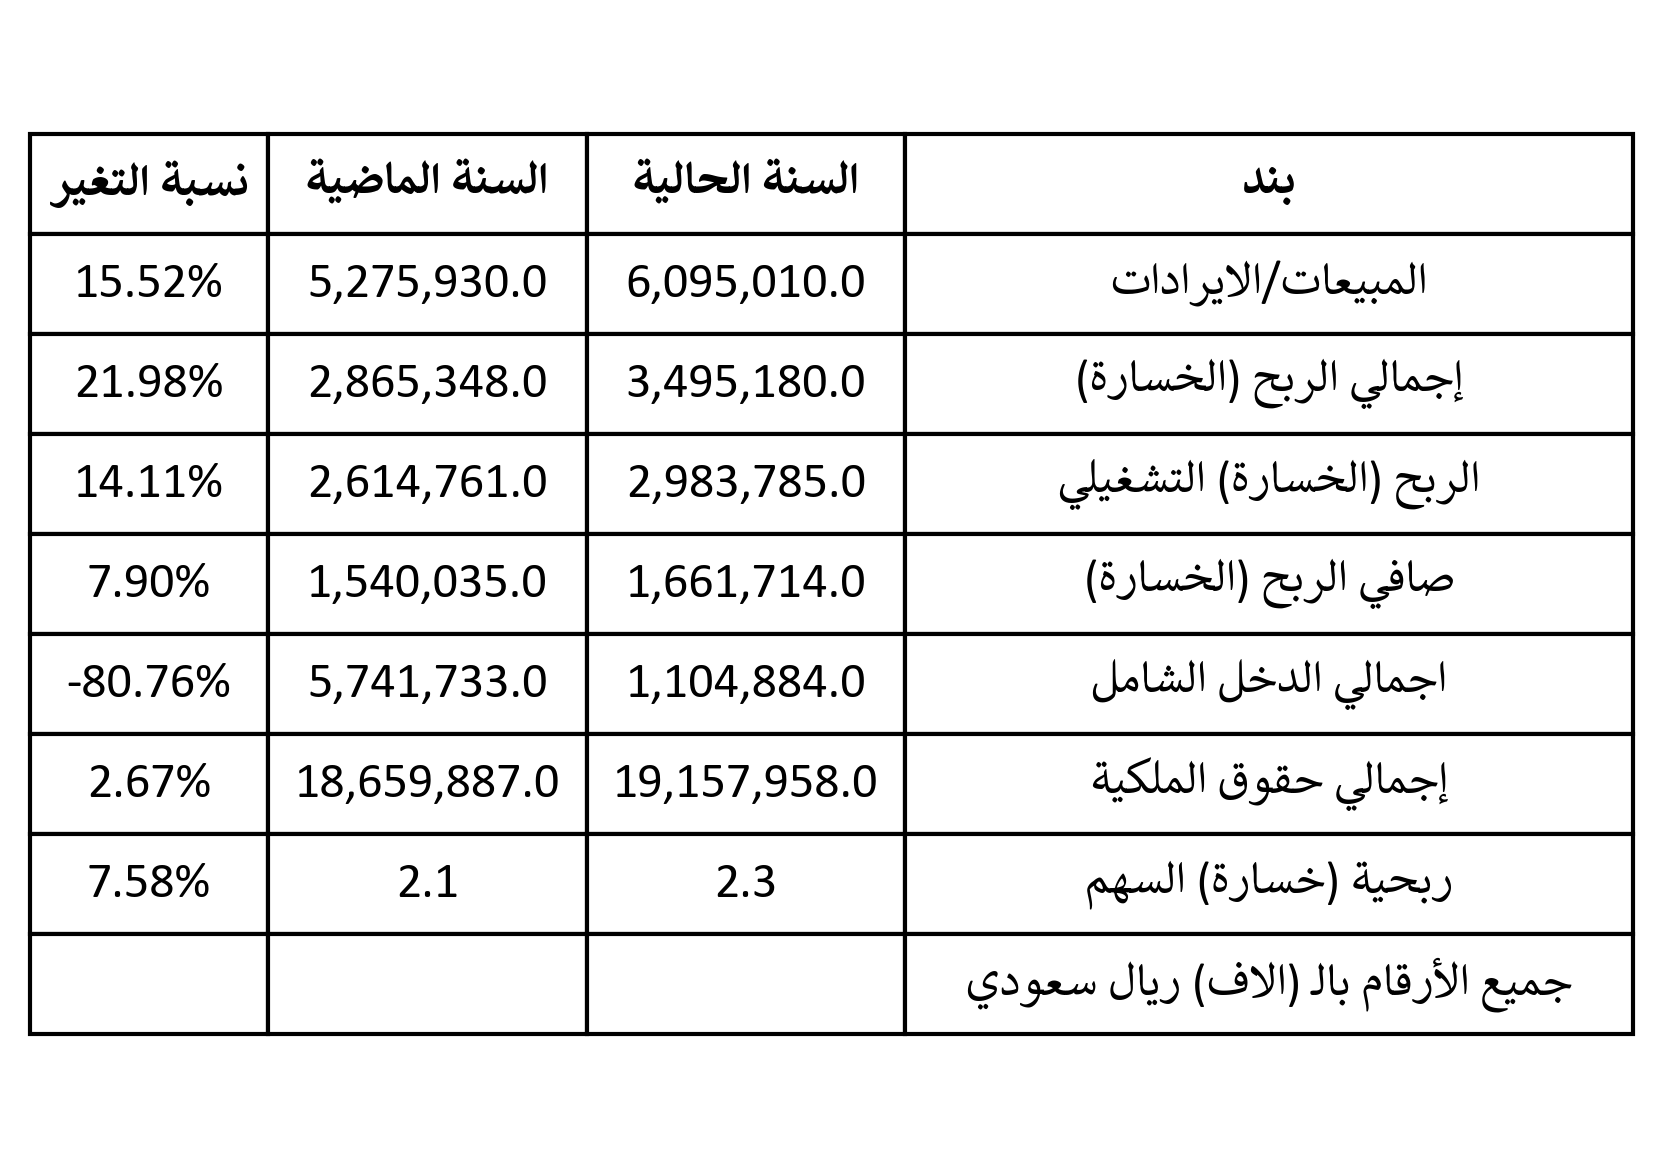 بند السنة الحالية السنة الماضية نسبة التغير
المبيعات/الايرادات 6,095,010.0 5,275,930.0 15.52%
إجمالي الربح (الخسارة) 3,495,180.0 2,865,348.0 21.98%
الربح (الخسارة) التشغيلي 2,983,785.0 2,614,761.0 14.11%
صافي الربح (الخسارة) 1,661,714.0 1,540,035.0 7.90%
اجمالي الدخل الشامل 1,104,884.0 5,741,733.0 -80.76%
إجمالي حقوق الملكية 19,157,958.0 18,659,887.0 2.67%
ربحية (خسارة) السهم 2.3 2.1 7.58%
جميع الأرقام بالـ (الاف) ريال سعودي